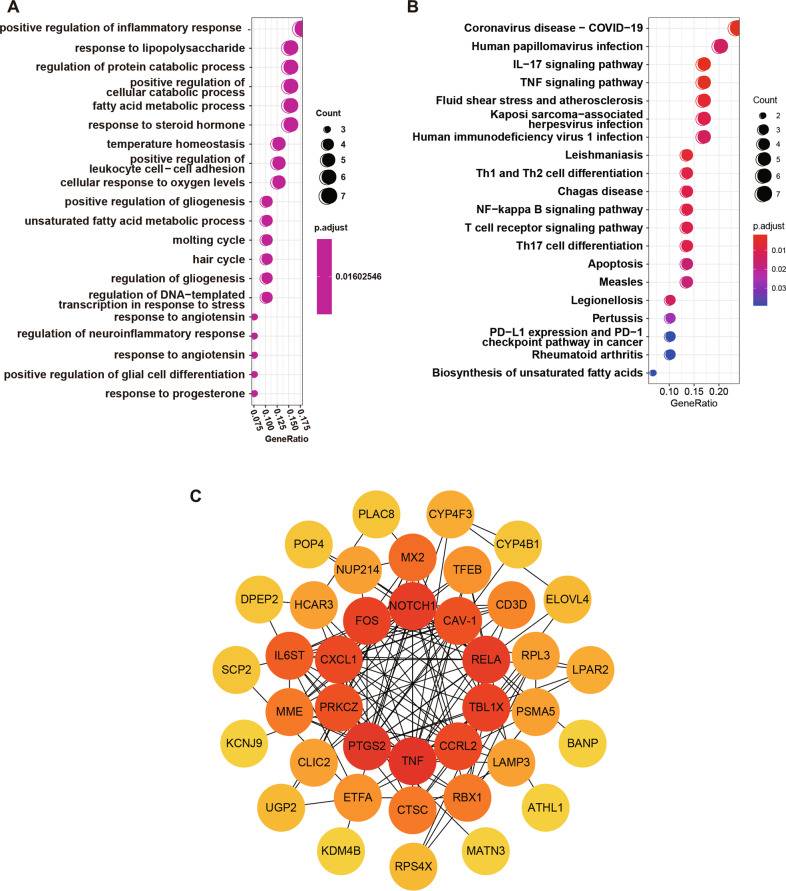 A
positive regulation of inflammatory response
response to lipopolysaccharide
regulation of protein catabolic process
positive regulation of
cellular catabolic process
fatty acid metabolic process
response to steroid hormone
temperature homeostasis
positive regulation of
leukocyte cell−cell adhesion
cellular response to oxygen levels
positive regulation of gliogenesis
unsaturated fatty acid metabolic process
molting cycle
hair cycle
regulation of gliogenesis
regulation of DNA−templated
transcription in response to stress
response to angiotensin
regulation of neuroinflammatory response
response to angiotensin
positive regulation of glial cell differentiation
response to progesterone
0.075
0.100
0.125
0.150
0.175
GeneRatio
Count
3
4
5
6
7
p.adjust
0.01602546
B
Coronavirus disease − COVID−19
Human papillomavirus infection
IL−17 signaling pathway
TNF signaling pathway
Fluid shear stress and atherosclerosis
Kaposi sarcoma−associated
herpesvirus infection
Human immunodeficiency virus 1 infection
Leishmaniasis
Th1 and Th2 cell differentiation
Chagas disease
NF−kappa B signaling pathway
T cell receptor signaling pathway
Th17 cell differentiation
Apoptosis
Measles
Legionellosis
Pertussis
PD−L1 expression and PD−1
checkpoint pathway in cancer
Rheumatoid arthritis
Biosynthesis of unsaturated fatty acids
0.10 0.15 0.20
GeneRatio
Count
2
3
4
5
6
7
p.adjust
0.01
0.02
0.03
C
PLAC8
CYP4F3
POP4
MX2
CYP4B1
NUP214
TFEB
DPEP2
HCAR3
FOS
NOTCH1
CAV-1
CD3D
ELOVL4
SCP2
IL6ST
CXCL1
RELA
RPL3
LPAR2
MME
PRKCZ
TBL1X
PSMA5
KCNJ9
PTGS2
TNF
CCRL2
BANP
CLIC2
LAMP3
UGP2
ETFA
CTSC
RBX1
ATHL1
KDM4B
RPS4X
MATN3